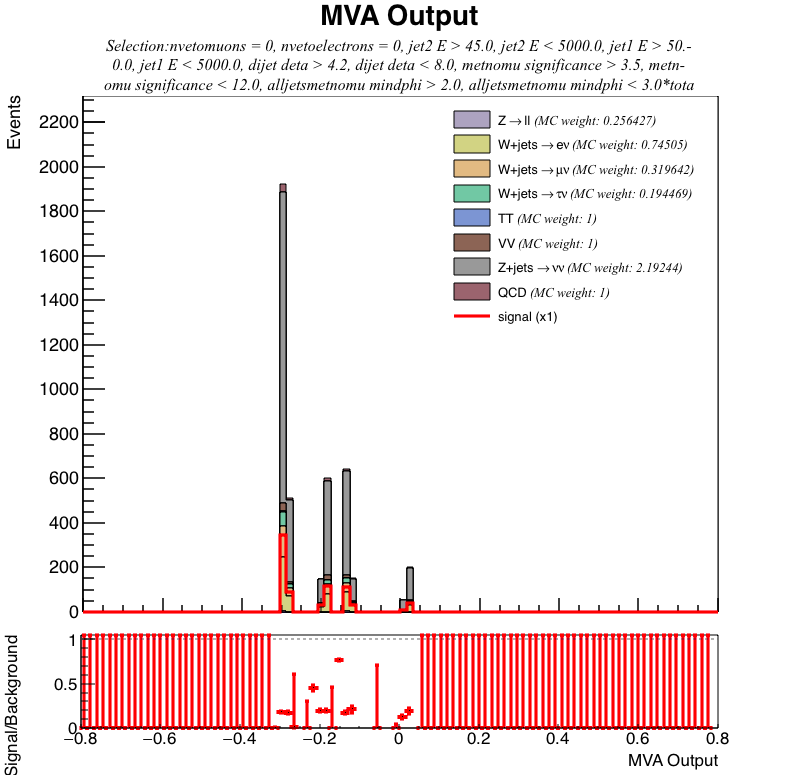 MVA Output
Selection:nvetomuons = 0, nvetoelectrons = 0, jet2 E > 45.0, jet2 E < 5000.0, jet1 E > 50.-
0.0, jet1 E < 5000.0, dijet deta > 4.2, dijet deta < 8.0, metnomu significance > 3.5, metn-
omu significance < 12.0, alljetsmetnomu mindphi > 2.0, alljetsmetnomu mindphi < 3.0*tota
Events
2200
2000
1800
1600
1400
1200
1000
800
600
400
200
0
Z→ll (MC weight: 0.256427)
W+jets→eν (MC weight: 0.74505)
W+jets→μν (MC weight: 0.319642)
W+jets→τν (MC weight: 0.194469)
TT (MC weight: 1)
VV (MC weight: 1)
Z+jets→νν (MC weight: 2.19244)
QCD (MC weight: 1)
signal (x1)
Signal/Background
1
0.5
0
−0.8 −0.6 −0.4 −0.2 0 0.2 0.4 0.6 0.8
MVA Output